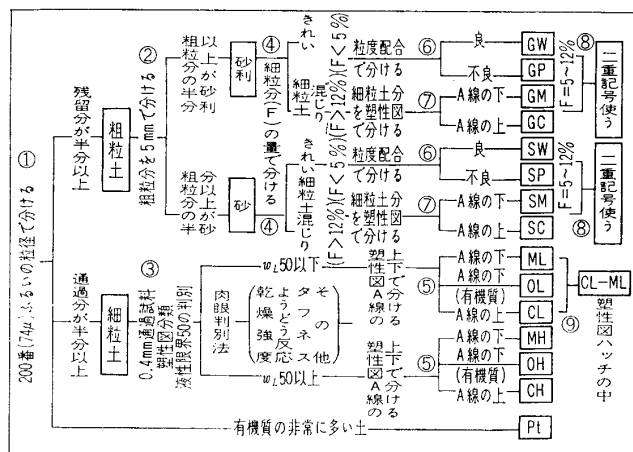 ① 200番(74μ)ふるいの粒径で分ける
残留分が半分以上
粗粒土
② 粗粒分を5mmで分ける
粗粒分の半分
以上が砂利
砂利
④ 細粒分(F)の量で分ける
きれい (F<5%)
細粒土混じり (F>12%)
粒度配合
で分ける
⑥
良
GW
不良
GP
細粒土分
を塑性図
で分ける
⑦
A線の下
GM
A線の上
GC
F=5~12%
⑧
二重記号使う
粗粒分の半
分以上が砂
砂
④
きれい (F<5%)
細粒土混じり (F>12%)
粒度配合
で分ける
⑥
良
SW
不良
SP
細粒土分
を塑性図
で分ける
⑦
A線の下
SM
A線の上
SC
F=5~12%
⑧
二重記号使う
通過分が半分以上
細粒土
③
0.4mm通過試料
塑性図分類
液性限界50の判別
wL50以下
肉眼判別法
乾燥強度
ようどう反応
タフネス
その他
wL50以上
塑性図A線の
上下で分ける
⑤
A線の下
ML
A線の下
(有機質)
OL
A線の上
CL
⑨
CL-ML
塑性図ハッチの中
塑性図A線の
上下で分ける
⑤
A線の下
MH
A線の下
(有機質)
OH
A線の上
CH
有機質の非常に多い土
Pt